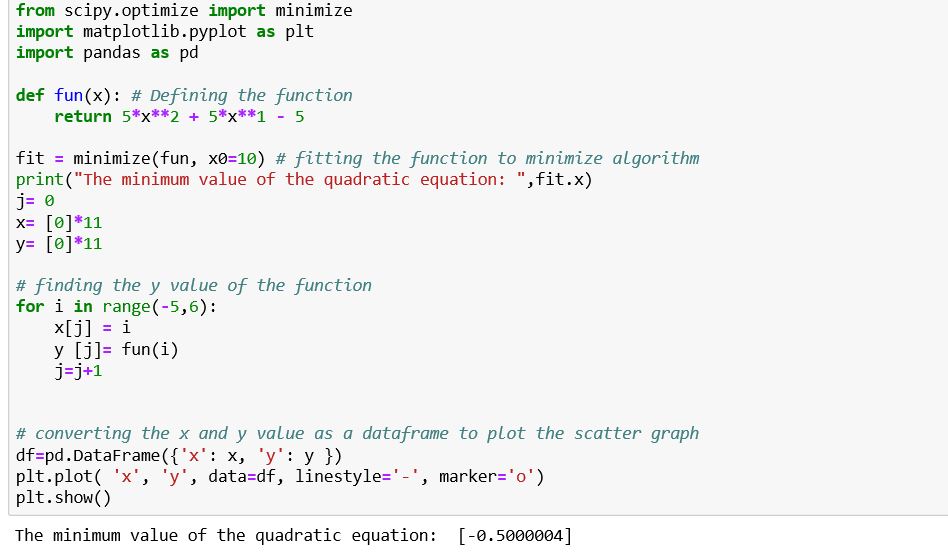 from scipy.optimize import minimize
import matplotlib.pyplot as plt
import pandas as pd
def fun(x): # Defining the function
    return 5*x**2 + 5*x**1 - 5
fit = minimize(fun, x0=10) # fitting the function to minimize algorithm
print("The minimum value of the quadratic equation: ",fit.x)
j= 0
x= [0]*11
y= [0]*11
# finding the y value of the function
for i in range(-5,6):
    x[j] = i
    y [j]= fun(i)
    j=j+1
# converting the x and y value as a dataframe to plot the scatter graph
df=pd.DataFrame({'x': x, 'y': y })
plt.plot( 'x', 'y', data=df, linestyle='-', marker='o')
plt.show()
The minimum value of the quadratic equation:  [-0.5000004]